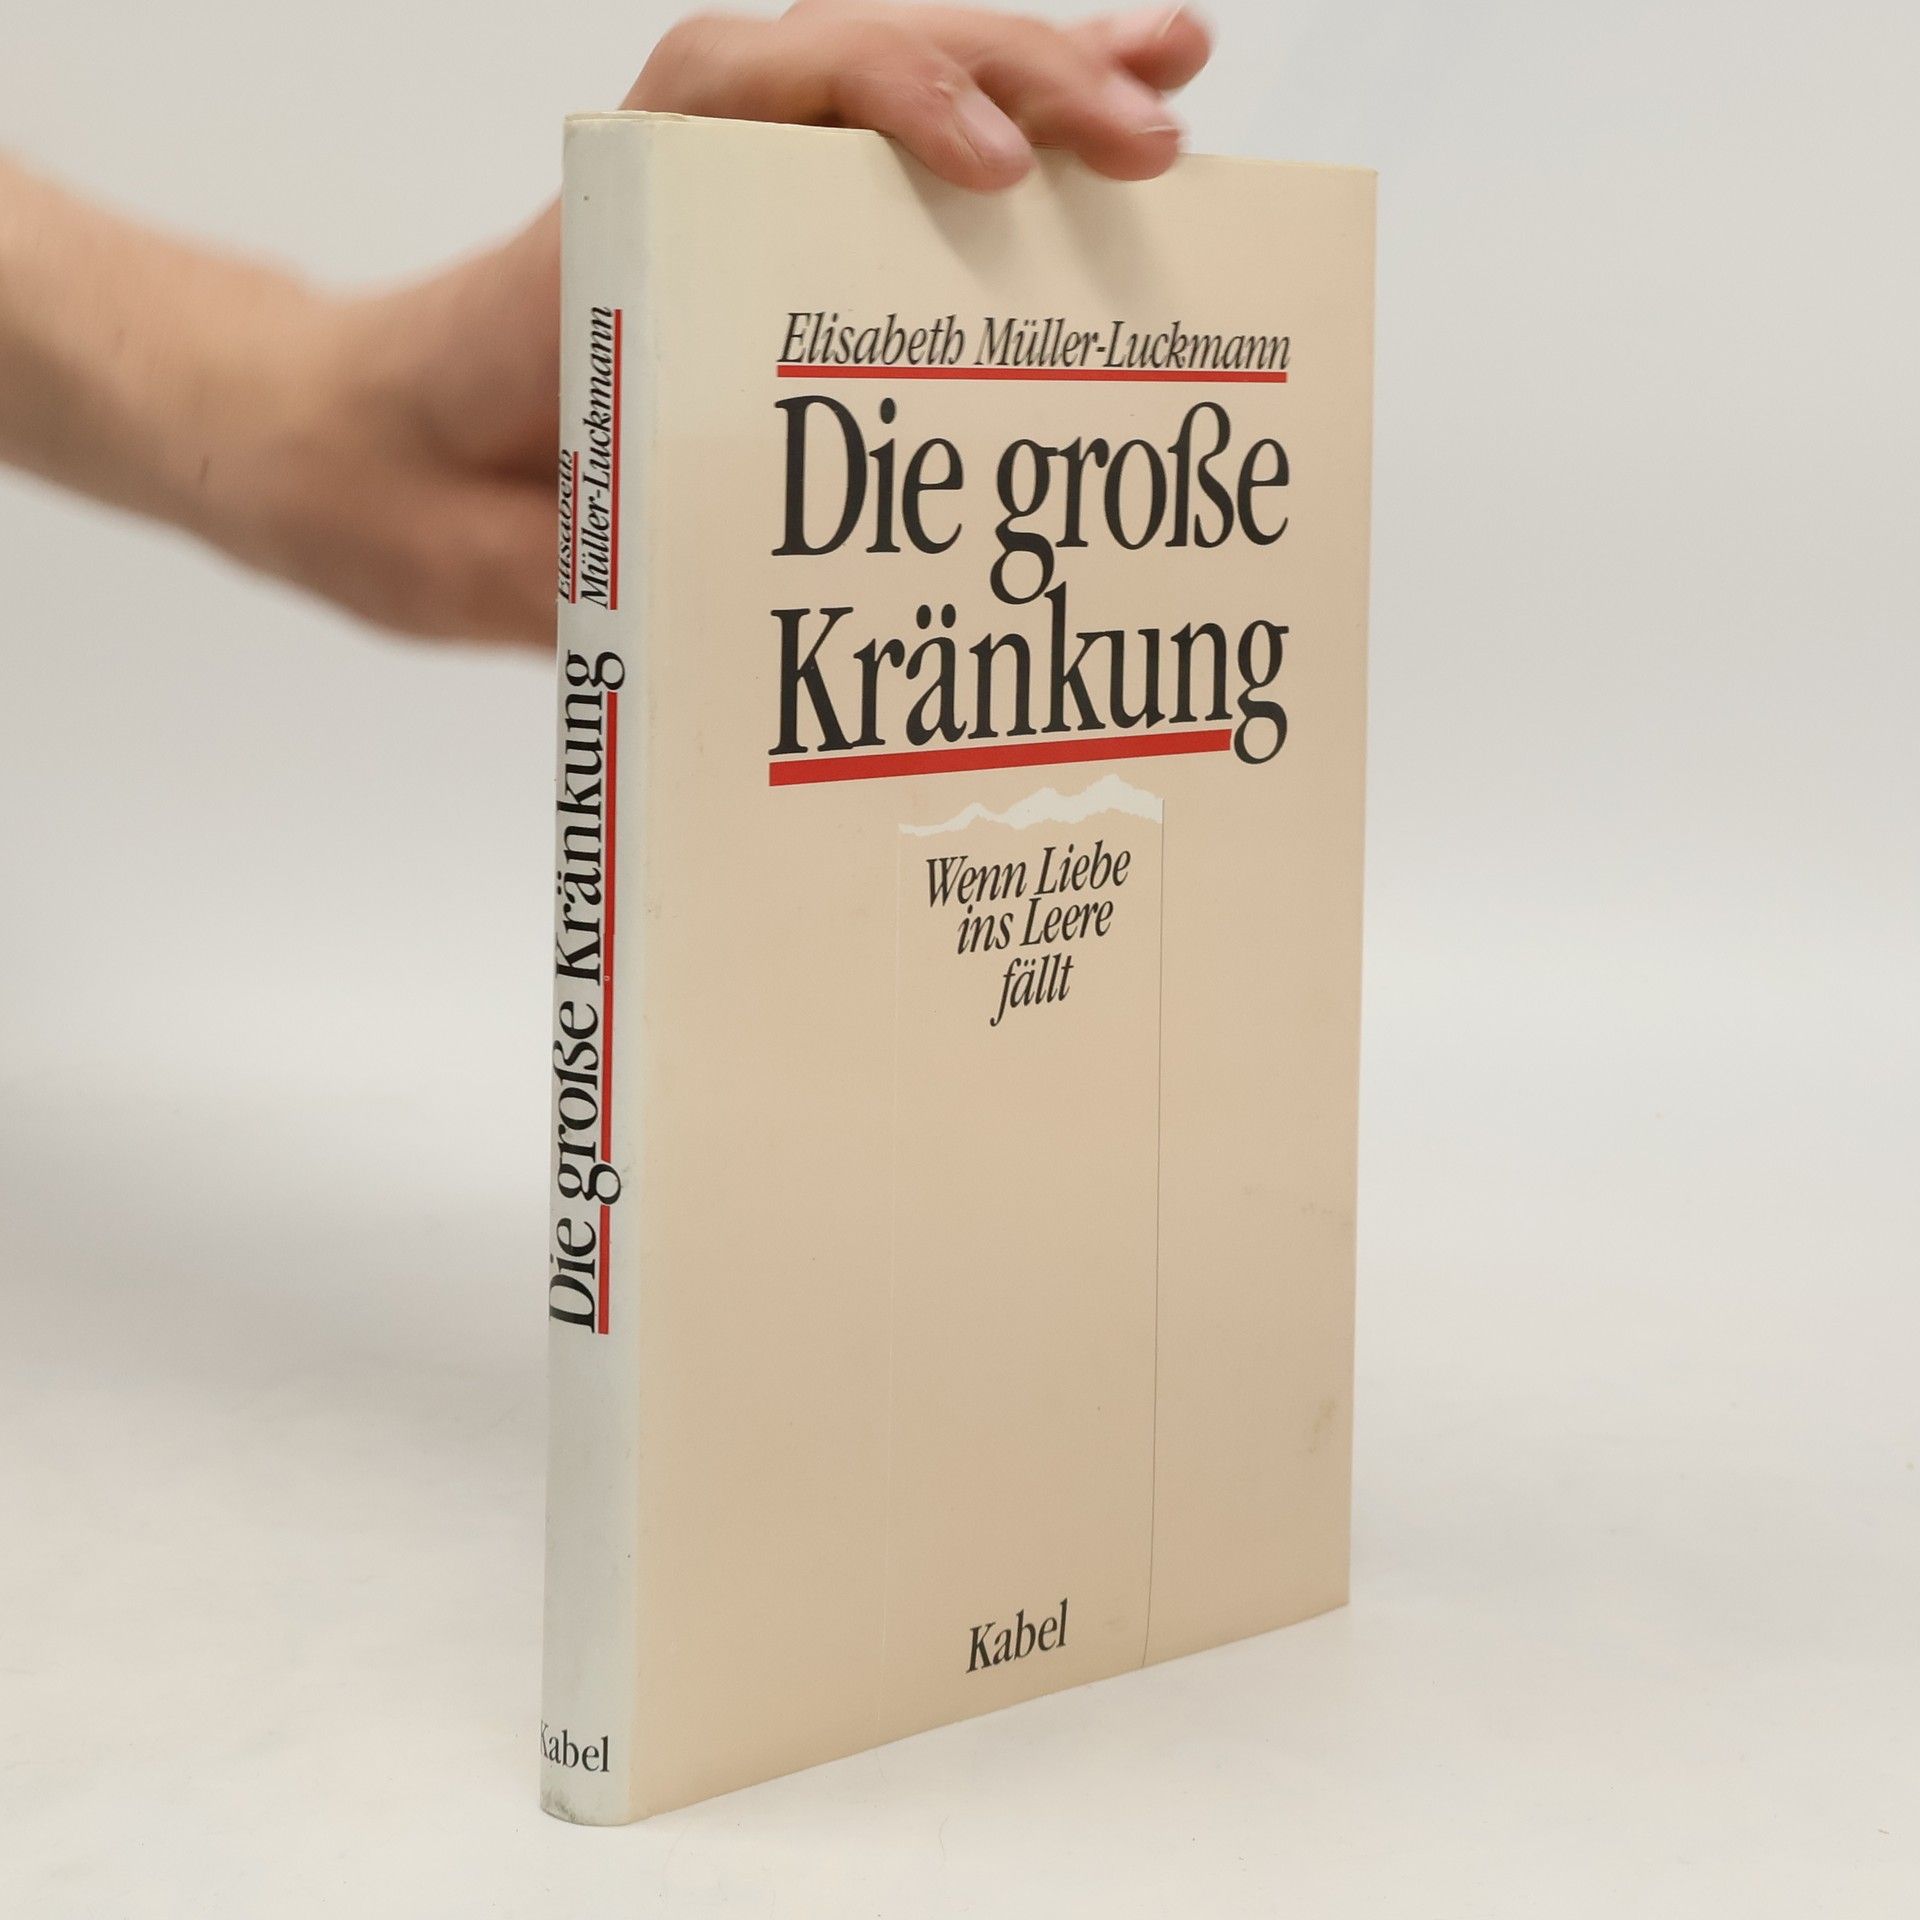 Elisabeth Müller-Luckmann
Die große
Kränkung
Wenn Liebe
ins Leere
fällt
Kabel
Elisabeth
Müller-Luckmann
Die große Kränkung
Kabel